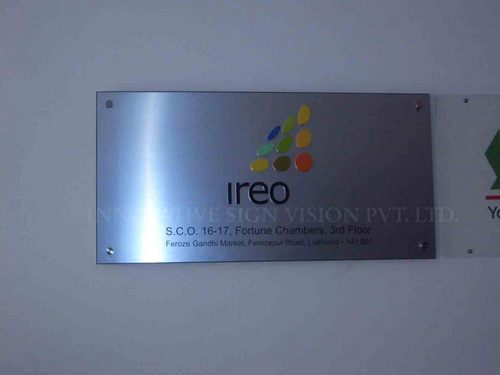 ıreo
INNOVATIVE SIGN VISION PVT. LTD.
S.C.O. 16-17, Fortune Chambers, 3rd Floor
Feroze Gandhi Market, Ferozepur Road, Ludhiana - 141 001
Yo